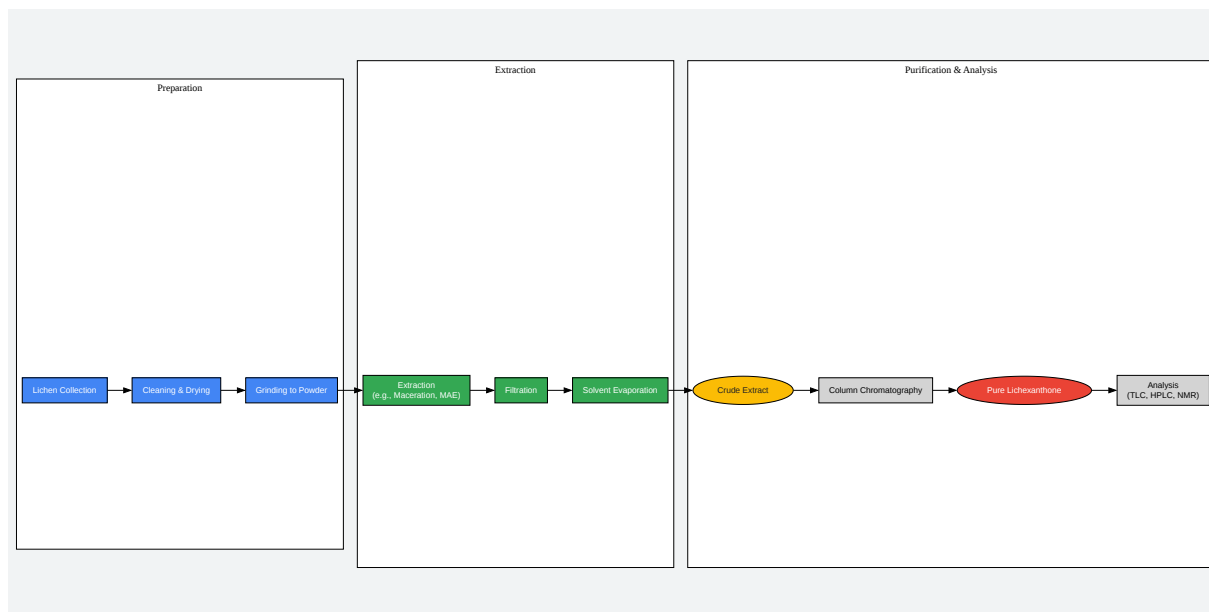 Preparation
Lichen Collection
Cleaning & Drying
Grinding to Powder
Extraction
Extraction
(e.g., Maceration, MAE)
Filtration
Solvent Evaporation
Purification & Analysis
Crude Extract
Column Chromatography
Pure Lichexanthone
Analysis
(TLC, HPLC, NMR)